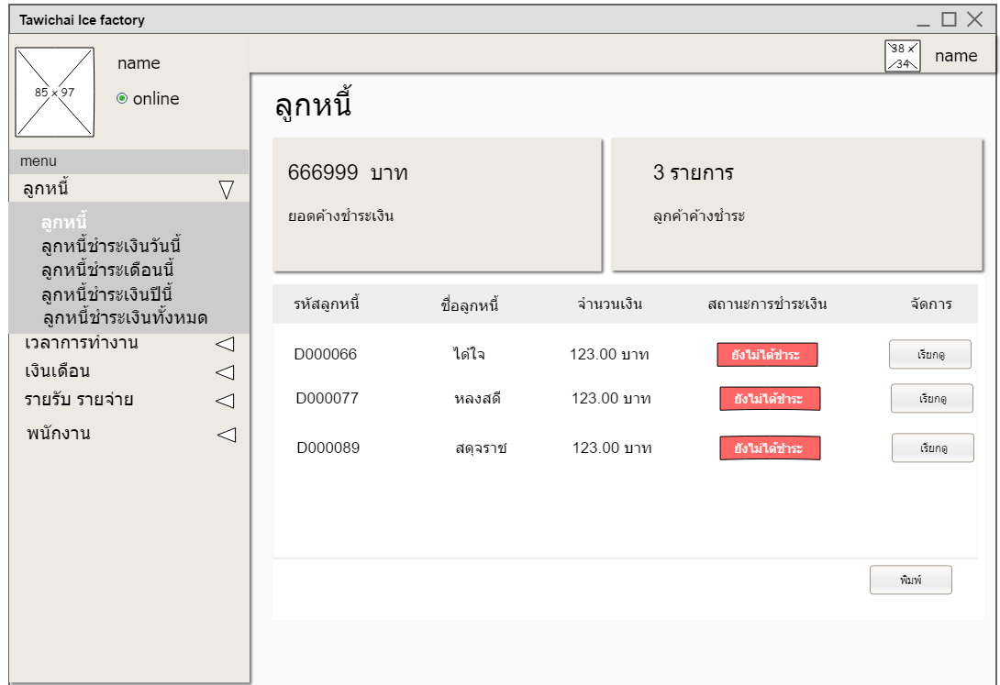 Tawichai Ice factory
38 x 34
name
85 x 97
name
online
menu
ลูกหนี้
ลูกหนี้
ลูกหนี้ชำระเงินวันนี้
ลูกหนี้ชำระเดือนนี้
ลูกหนี้ชำระเงินปีนี้
ลูกหนี้ชำระเงินทั้งหมด
เวลาการทำงาน
เงินเดือน
รายรับ รายจ่าย
พนักงาน
ลูกหนี้
666999 บาท
ยอดค้างชำระเงิน
3 รายการ
ลูกค้าค้างชำระ
รหัสลูกหนี้ ชื่อลูกหนี้ จำนวนเงิน สถานะการชำระเงิน จัดการ
D000066 ได้ใจ 123.00 บาท ยังไม่ได้ชำระ เรียกดู
D000077 หลงสดี 123.00 บาท ยังไม่ได้ชำระ เรียกดู
D000089 สดุจราช 123.00 บาท ยังไม่ได้ชำระ เรียกดู
พิมพ์